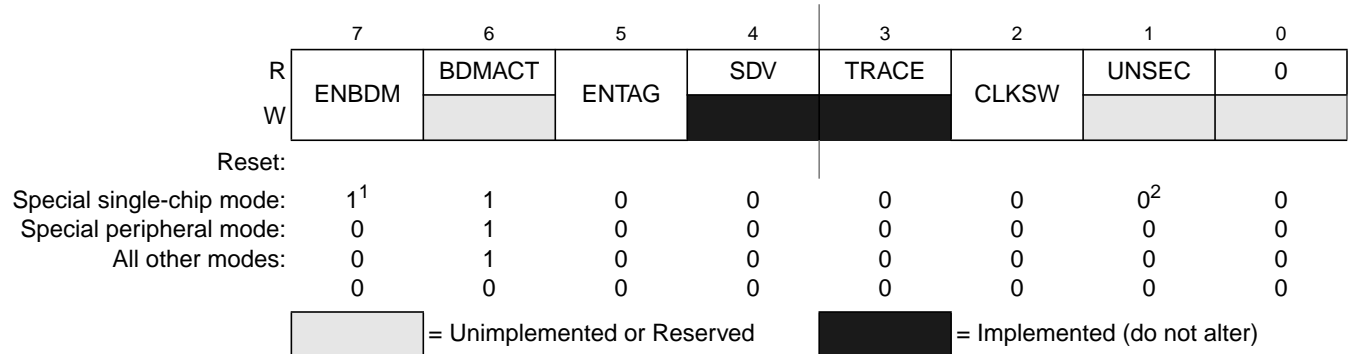 7 6 5 4 3 2 1 0
R ENBDM BDMACT ENTAG SDV TRACE CLKSW UNSEC 0
W
Reset:
Special single-chip mode: 1¹ 1 0 0 0 0 0² 0
Special peripheral mode: 0 1 0 0 0 0 0 0
All other modes: 0 1 0 0 0 0 0 0
0 0 0 0 0 0 0 0
= Unimplemented or Reserved = Implemented (do not alter)